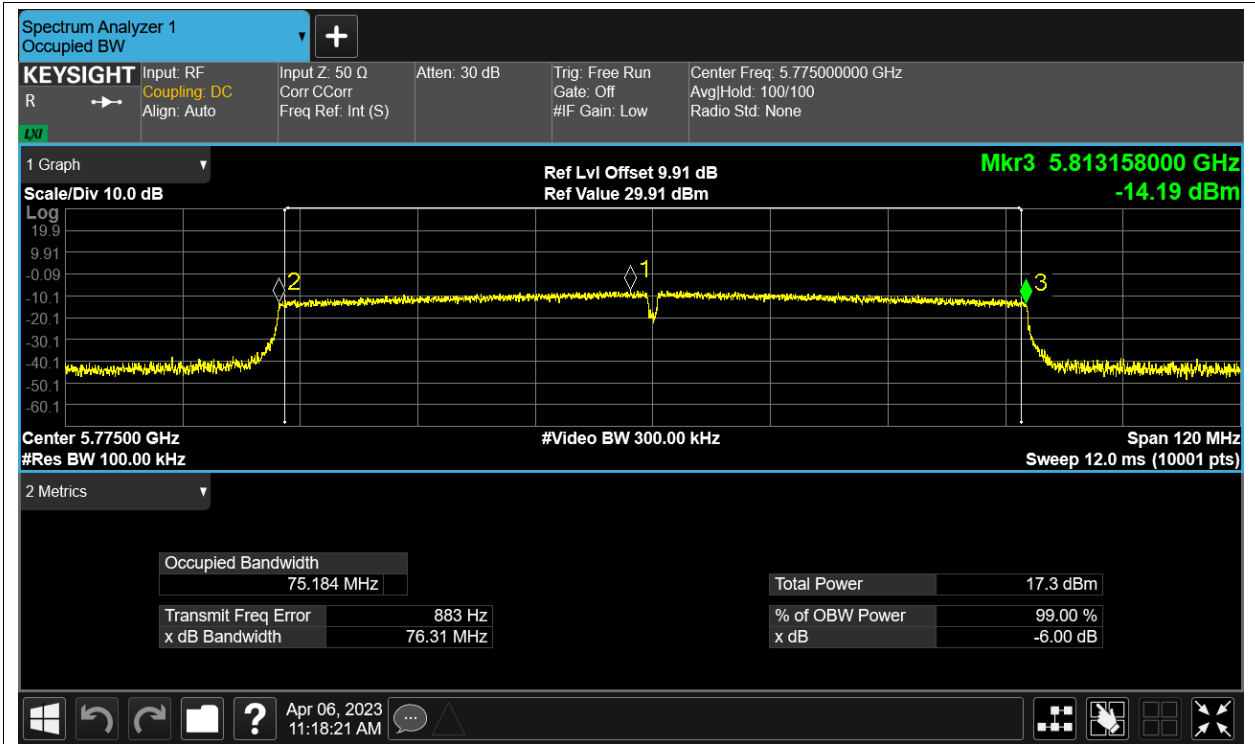 Spectrum Analyzer 1
Occupied BW
+
KEYSIGHT
R
LXI
Input: RF
Coupling: DC
Align: Auto
Input Z: 50 Ω
Corr CCorr
Freq Ref: Int (S)
Atten: 30 dB
Trig: Free Run
Gate: Off
#IF Gain: Low
Center Freq: 5.775000000 GHz
Avg|Hold: 100/100
Radio Std: None
1 Graph
Scale/Div 10.0 dB
Ref Lvl Offset 9.91 dB
Ref Value 29.91 dBm
Mkr3 5.813158000 GHz
-14.19 dBm
Log
19.9
9.91
-0.09
-10.1
-20.1
-30.1
-40.1
-50.1
-60.1
2
1
3
Center 5.77500 GHz
#Res BW 100.00 kHz
#Video BW 300.00 kHz
Span 120 MHz
Sweep 12.0 ms (10001 pts)
2 Metrics
Occupied Bandwidth
75.184 MHz
Transmit Freq Error 883 Hz
x dB Bandwidth 76.31 MHz
Total Power 17.3 dBm
% of OBW Power 99.00 %
x dB -6.00 dB
?
Apr 06, 2023
11:18:21 AM